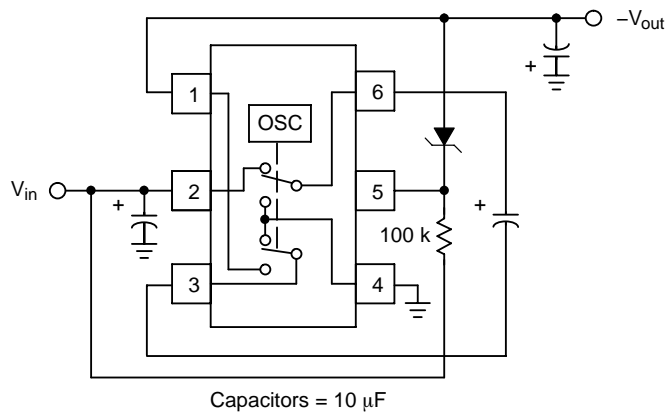 –Vout
+
1
6
OSC
Vin
+
2
5
+
100 k
3
4
Capacitors = 10 µF